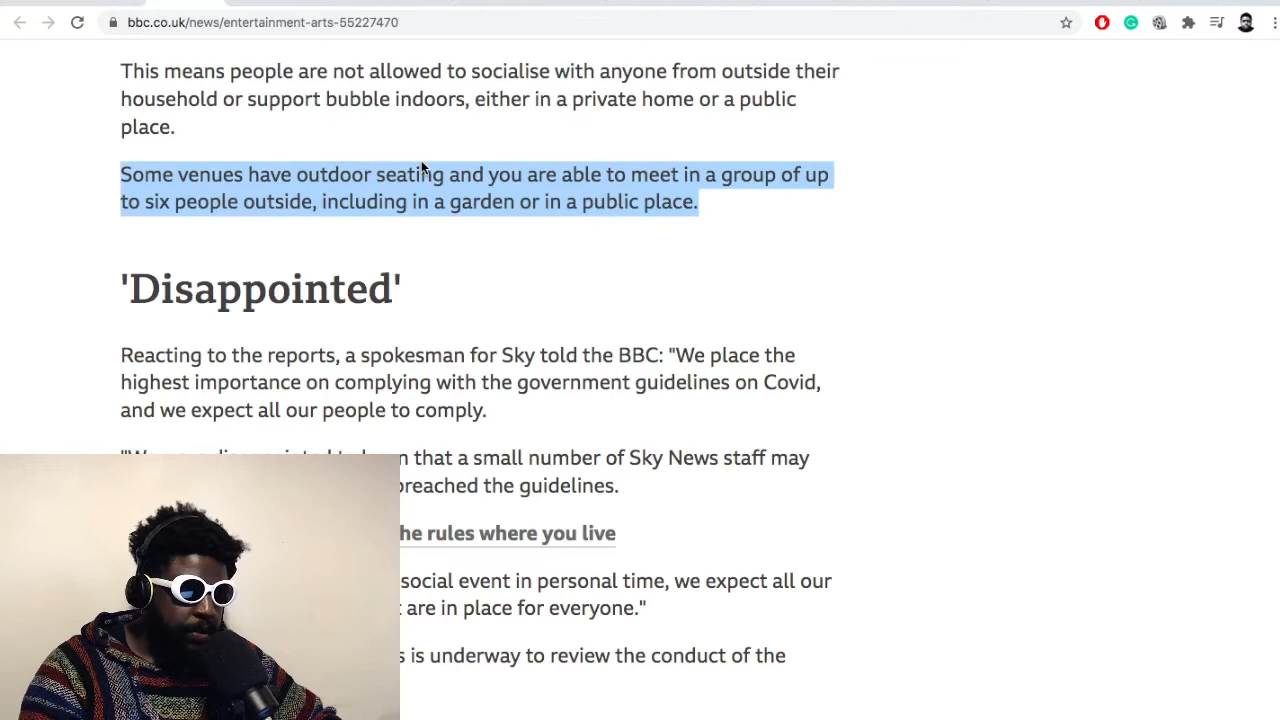 bbc.co.uk/news/entertainment-arts-55227470
This means people are not allowed to socialise with anyone from outside their
household or support bubble indoors, either in a private home or a public
place.
Some venues have outdoor seating and you are able to meet in a group of up
to six people outside, including in a garden or in a public place.
'Disappointed'
Reacting to the reports, a spokesman for Sky told the BBC: "We place the
highest importance on complying with the government guidelines on Covid,
and we expect all our people to comply.
that a small number of Sky News staff may
breached the guidelines.
he rules where you live
social event in personal time, we expect all our
are in place for everyone."
s is underway to review the conduct of the